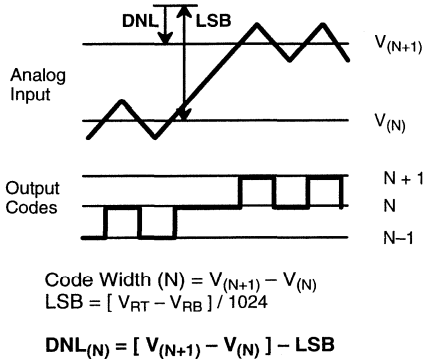 DNL LSB
V(N+1)
Analog
Input
V(N)
Output
Codes
N + 1
N
N–1
Code Width (N) = V(N+1) – V(N)
LSB = [ VRT – VRB ] / 1024
DNL(N) = [ V(N+1) – V(N) ] – LSB